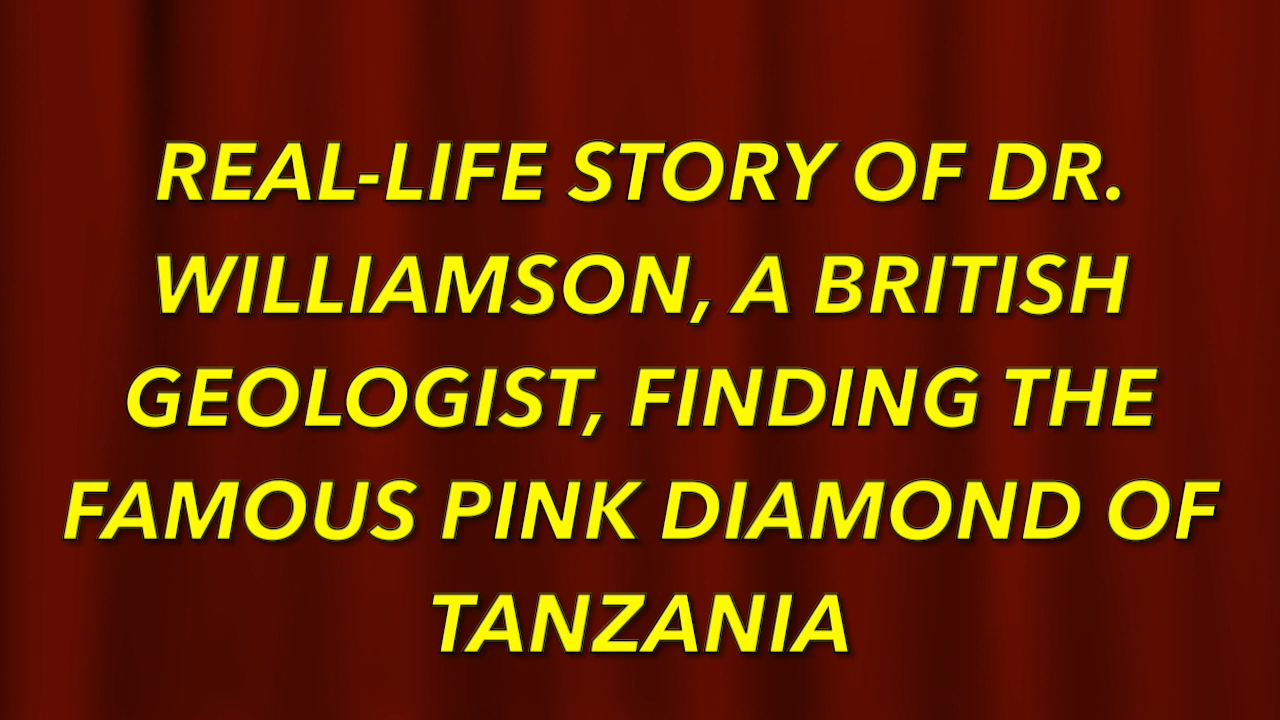 REAL-LIFE STORY OF DR.
WILLIAMSON, A BRITISH
GEOLOGIST, FINDING THE
FAMOUS PINK DIAMOND OF
TANZANIA